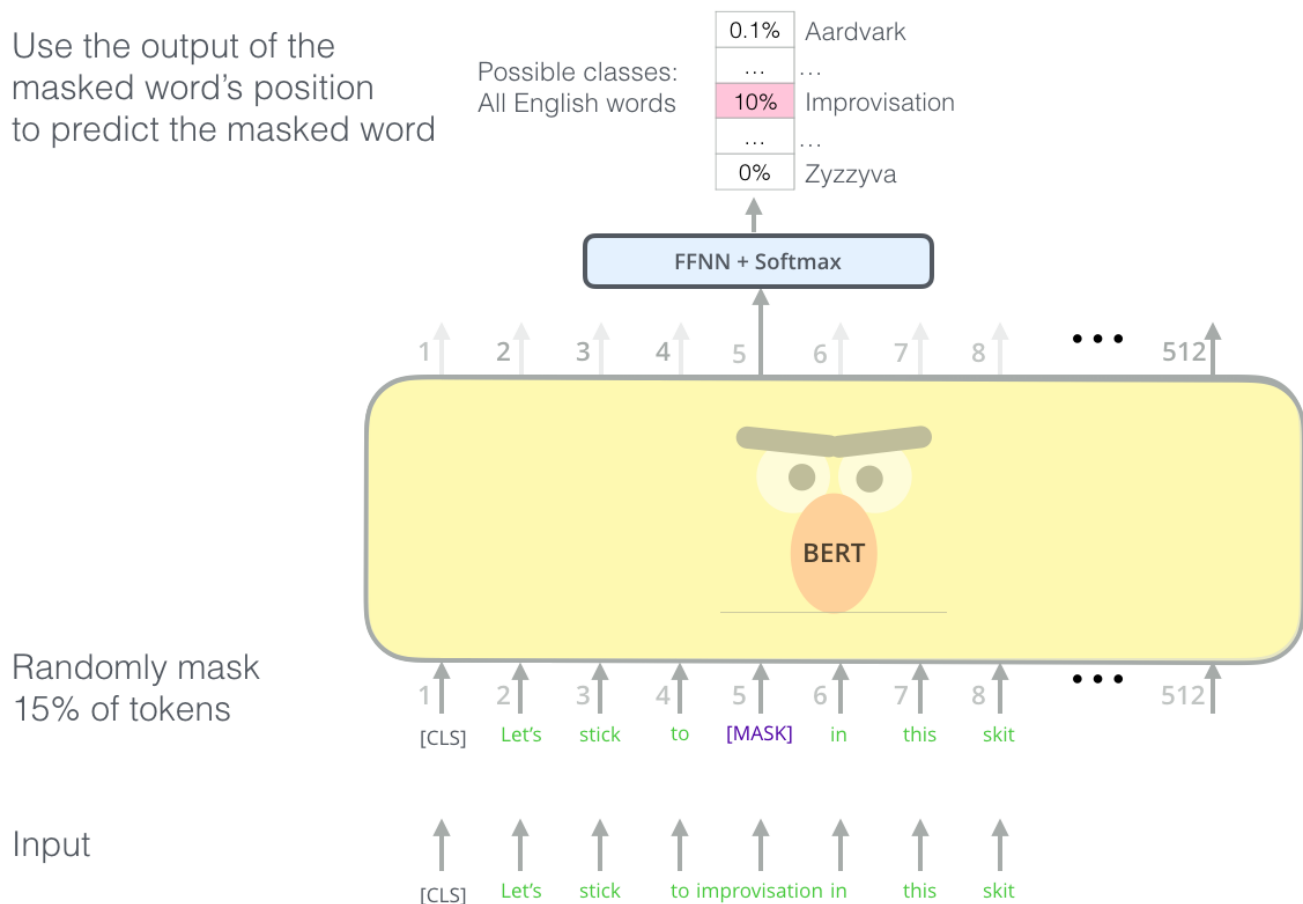 Use the output of the
masked word’s position
to predict the masked word
Possible classes:
All English words
0.1% Aardvark
... ...
10% Improvisation
... ...
0% Zyzzyva
FFNN + Softmax
1 2 3 4 5 6 7 8 ••• 512
BERT
Randomly mask
15% of tokens
1 2 3 4 5 6 7 8 ••• 512
[CLS] Let’s stick to [MASK] in this skit
Input
[CLS] Let’s stick to improvisation in this skit